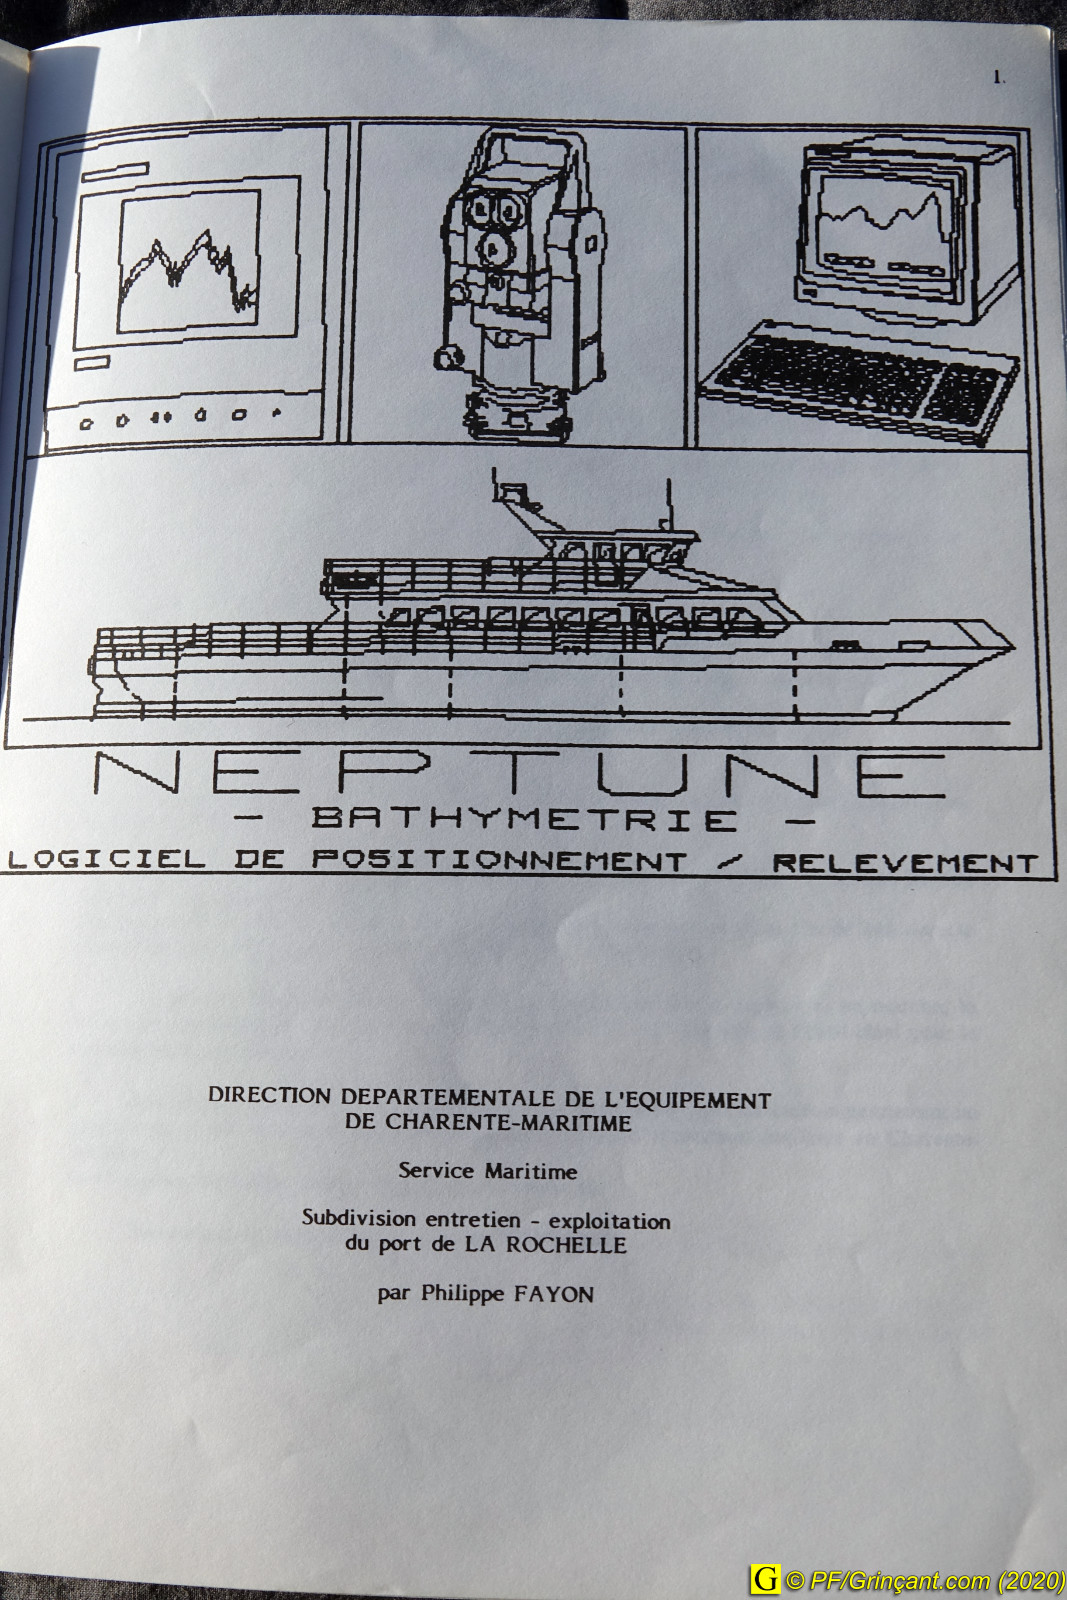 1.
NEPTUNE
- BATHYMETRIE -
LOGICIEL DE POSITIONNEMENT / RELEVEMENT
DIRECTION DEPARTEMENTALE DE L'EQUIPEMENT
DE CHARENTE-MARITIME
Service Maritime
Subdivision entretien - exploitation
du port de LA ROCHELLE
par Philippe FAYON
G © PF/Grinçant.com (2020)